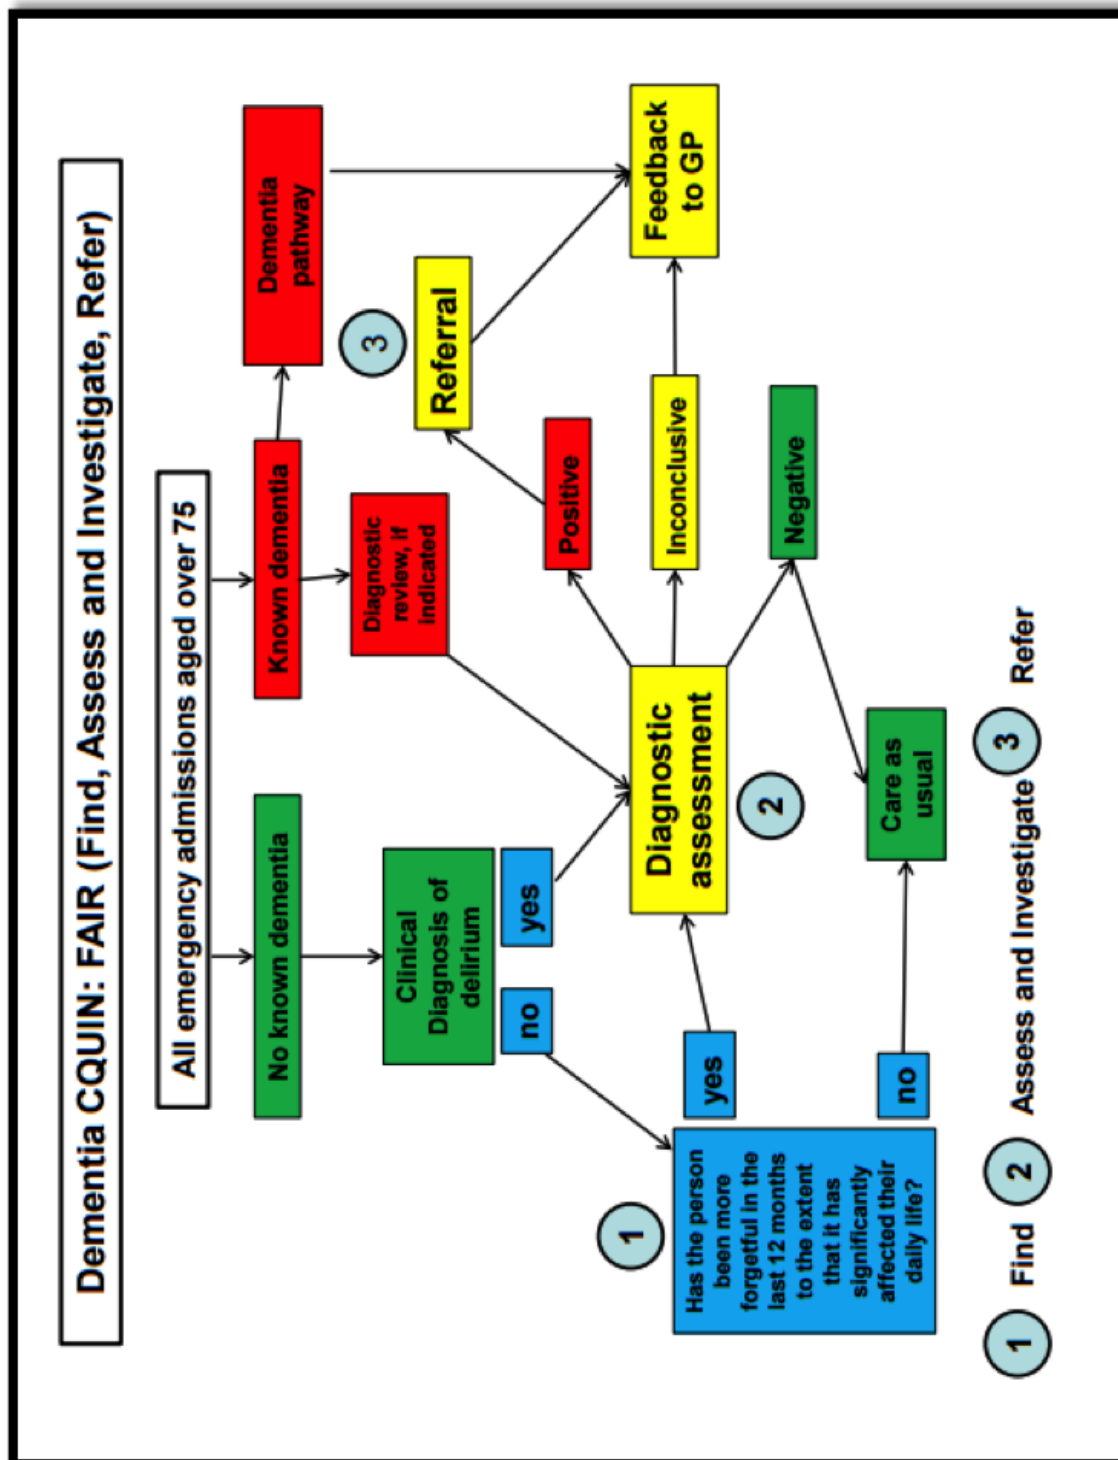 Dementia CQUIN: FAIR (Find, Assess and Investigate, Refer)
All emergency admissions aged over 75
No known dementia
Known dementia
Dementia
pathway
Clinical
Diagnosis of
delirium
Diagnostic
review, if
indicated
3
Referral
no
yes
Positive
1
Has the person
been more
forgetful in the
last 12 months
to the extent
that it has
significantly
affected their
daily life?
yes
no
Diagnostic
assessment
2
Inconclusive
Feedback
to GP
Negative
Care as
usual
1 Find 2 Assess and Investigate 3 Refer